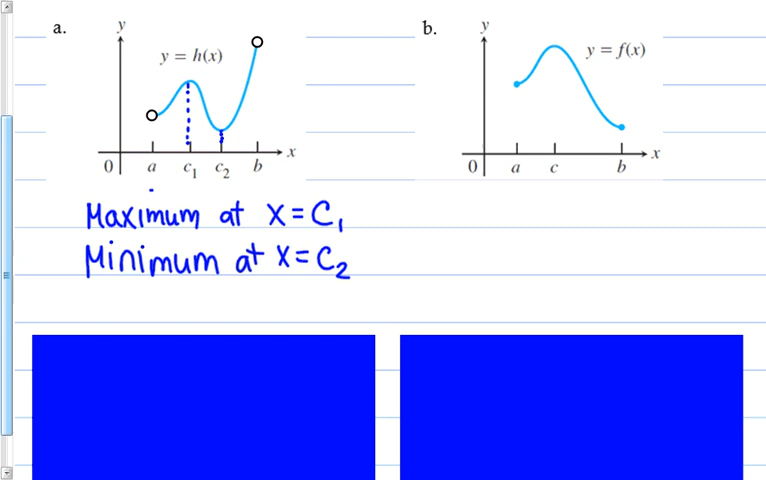 a.
y
y = h(x)
0 a c₁ c₂ b x
Maximum at x = C₁
Minimum at x = C₂
b.
y
y = f(x)
0 a c b x